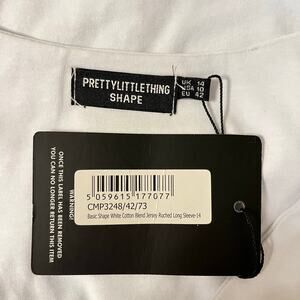 PRETTYLITTLETHING
SHAPE
UK 14
USA 10
EU 42
WARNING!
ONCE THIS LABEL HAS BEEN REMOVED
YOU CAN NO LONGER RETURN THIS ITEM
5 059615 177077
CMP3248/42/73
Basic Shape White Cotton Blend Jersey Ruched Long Sleeve-14